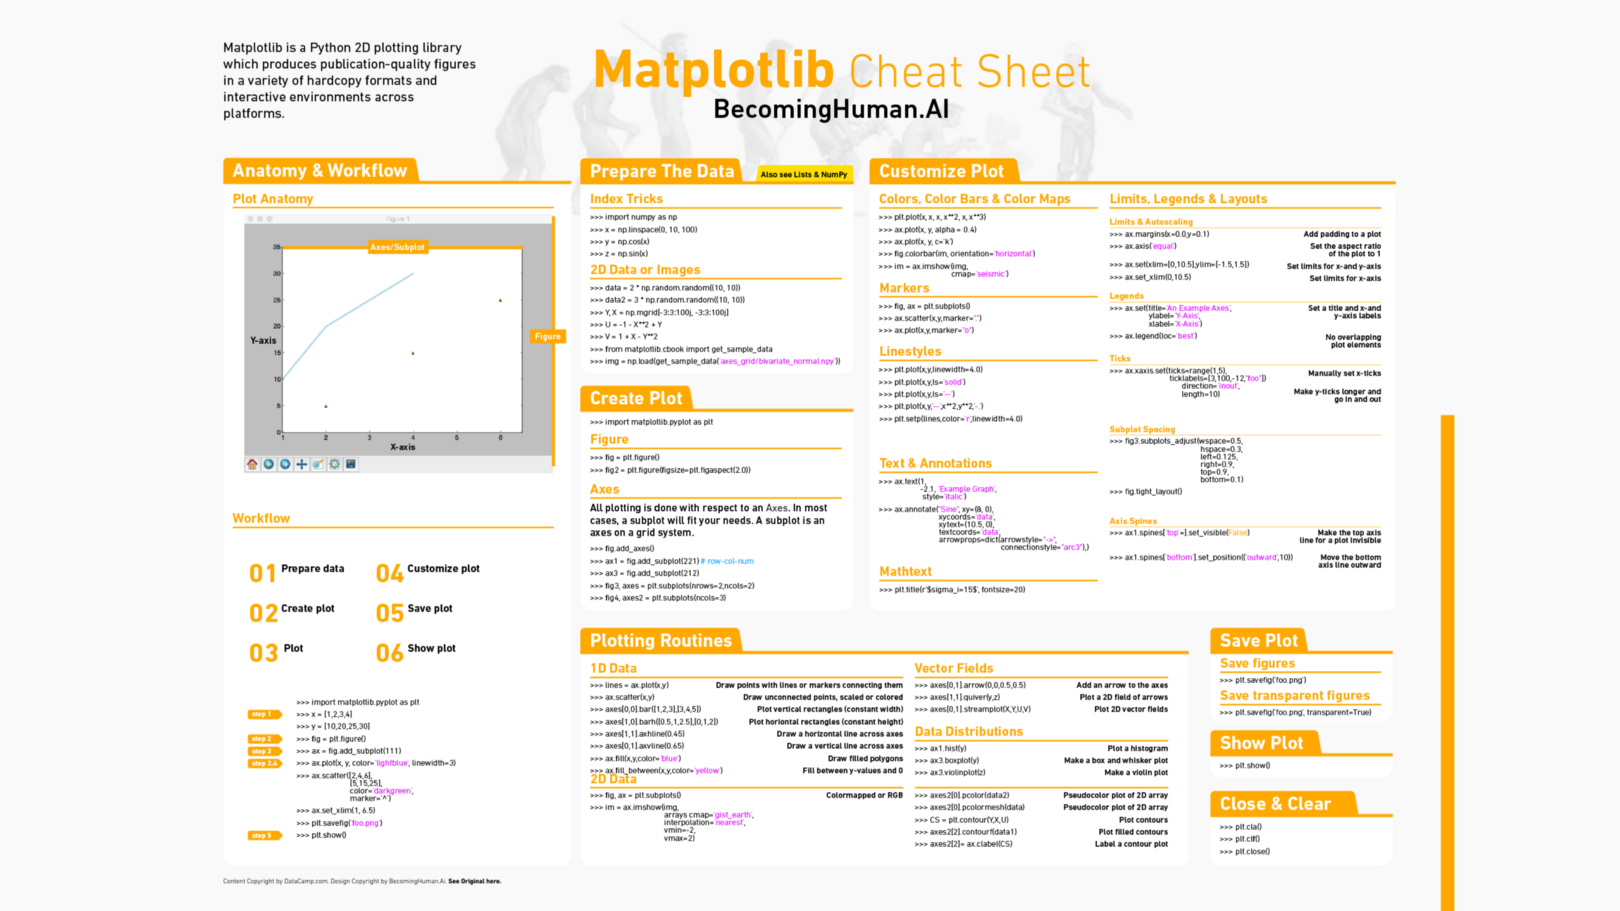 Matplotlib is a Python 2D plotting library
which produces publication-quality figures
in a variety of hardcopy formats and
interactive environments across
platforms.
Matplotlib Cheat Sheet
BecomingHuman.AI
Anatomy & Workflow
Plot Anatomy
Figure 1
Axes/Subplot
35
30
25
20
Y-axis
15
10
5
0
1 2 3 4 5 6
X-axis
Figure
Workflow
01 Prepare data
04 Customize plot
02 Create plot
05 Save plot
03 Plot
06 Show plot
>>> import matplotlib.pyplot as plt
step 1 >>> x = [1,2,3,4]
>>> y = [10,20,25,30]
step 2 >>> fig = plt.figure()
step 3 >>> ax = fig.add_subplot(111)
step 3,4 >>> ax.plot(x, y, color='lightblue', linewidth=3)
>>> ax.scatter([2,4,6],
[5,15,25],
color='darkgreen',
marker='^')
>>> ax.set_xlim(1, 6.5)
>>> plt.savefig('foo.png')
step 6 >>> plt.show()
Prepare The Data
Also see Lists & NumPy
Index Tricks
>>> import numpy as np
>>> x = np.linspace(0, 10, 100)
>>> y = np.cos(x)
>>> z = np.sin(x)
2D Data or Images
>>> data = 2 * np.random.random((10, 10))
>>> data2 = 3 * np.random.random((10, 10))
>>> Y, X = np.mgrid[-3:3:100j, -3:3:100j]
>>> U = -1 - X**2 + Y
>>> V = 1 + X - Y**2
>>> from matplotlib.cbook import get_sample_data
>>> img = np.load(get_sample_data('axes_grid/bivariate_normal.npy'))
Create Plot
>>> import matplotlib.pyplot as plt
Figure
>>> fig = plt.figure()
>>> fig2 = plt.figure(figsize=plt.figaspect(2.0))
Axes
All plotting is done with respect to an Axes. In most
cases, a subplot will fit your needs. A subplot is an
axes on a grid system.
>>> fig.add_axes()
>>> ax1 = fig.add_subplot(221) # row-col-num
>>> ax3 = fig.add_subplot(212)
>>> fig3, axes = plt.subplots(nrows=2,ncols=2)
>>> fig4, axes2 = plt.subplots(ncols=3)
Customize Plot
Colors, Color Bars & Color Maps
>>> plt.plot(x, x, x, x**2, x, x**3)
>>> ax.plot(x, y, alpha = 0.4)
>>> ax.plot(x, y, c='k')
>>> fig.colorbar(im, orientation='horizontal')
>>> im = ax.imshow(img,
cmap='seismic')
Markers
>>> fig, ax = plt.subplots()
>>> ax.scatter(x,y,marker=".")
>>> ax.plot(x,y,marker="o")
Linestyles
>>> plt.plot(x,y,linewidth=4.0)
>>> plt.plot(x,y,ls='solid')
>>> plt.plot(x,y,ls='--')
>>> plt.plot(x,y,'--',x**2,y**2,'-.')
>>> plt.setp(lines,color='r',linewidth=4.0)
Text & Annotations
>>> ax.text(1,
-2.1, 'Example Graph',
style='italic')
>>> ax.annotate("Sine", xy=(8, 0),
xycoords='data',
xytext=(10.5, 0),
textcoords='data',
arrowprops=dict(arrowstyle="->",
connectionstyle="arc3"),)
Mathtext
>>> plt.title(r'$sigma_i=15$', fontsize=20)
Limits, Legends & Layouts
Limits & Autoscaling
>>> ax.margins(x=0.0,y=0.1) Add padding to a plot
>>> ax.axis('equal') Set the aspect ratio
of the plot to 1
>>> ax.set(xlim=[0,10.5],ylim=[-1.5,1.5]) Set limits for x-and y-axis
>>> ax.set_xlim(0,10.5) Set limits for x-axis
Legends
>>> ax.set(title='An Example Axes', Set a title and x-and
ylabel='Y-Axis', y-axis labels
xlabel='X-Axis')
>>> ax.legend(loc='best') No overlapping
plot elements
Ticks
>>> ax.xaxis.set(ticks=range(1,5), Manually set x-ticks
ticklabels=[3,100,-12,"foo"])
direction='inout', Make y-ticks longer and
length=10) go in and out
Subplot Spacing
>>> fig3.subplots_adjust(wspace=0.5,
hspace=0.3,
left=0.125,
right=0.9,
top=0.9,
bottom=0.1)
>>> fig.tight_layout()
Axis Spines
>>> ax1.spines['top'=].set_visible(False) Make the top axis
line for a plot invisible
>>> ax1.spines['bottom'].set_position(('outward',10)) Move the bottom
axis line outward
Plotting Routines
1D Data
>>> lines = ax.plot(x,y) Draw points with lines or markers connecting them
>>> ax.scatter(x,y) Draw unconnected points, scaled or colored
>>> axes[0,0].bar([1,2,3],[3,4,5]) Plot vertical rectangles (constant width)
>>> axes[1,0].barh([0.5,1,2.5],[0,1,2]) Plot horiontal rectangles (constant height)
>>> axes[1,1].axhline(0.45) Draw a horizontal line across axes
>>> axes[0,1].axvline(0.65) Draw a vertical line across axes
>>> ax.fill(x,y,color='blue') Draw filled polygons
>>> ax.fill_between(x,y,color='yellow') Fill between y-values and 0
2D Data
>>> fig, ax = plt.subplots() Colormapped or RGB
>>> im = ax.imshow(img,
arrays cmap='gist_earth',
interpolation='nearest',
vmin=-2,
vmax=2)
Vector Fields
>>> axes[0,1].arrow(0,0,0.5,0.5) Add an arrow to the axes
>>> axes[1,1].quiver(y,z) Plot a 2D field of arrows
>>> axes[0,1].streamplot(X,Y,U,V) Plot 2D vector fields
Data Distributions
>>> ax1.hist(y) Plot a histogram
>>> ax3.boxplot(y) Make a box and whisker plot
>>> ax3.violinplot(z) Make a violin plot
>>> axes2[0].pcolor(data2) Pseudocolor plot of 2D array
>>> axes2[0].pcolormesh(data) Pseudocolor plot of 2D array
>>> CS = plt.contour(Y,X,U) Plot contours
>>> axes2[2].contourf(data1) Plot filled contours
>>> axes2[2]= ax.clabel(CS) Label a contour plot
Save Plot
Save figures
>>> plt.savefig('foo.png')
Save transparent figures
>>> plt.savefig('foo.png', transparent=True)
Show Plot
>>> plt.show()
Close & Clear
>>> plt.cla()
>>> plt.clf()
>>> plt.close()
Content Copyright by DataCamp.com. Design Copyright by BecomingHuman.Ai. See Original here.